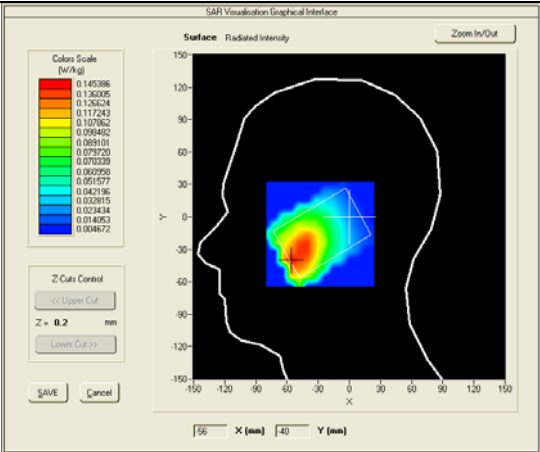 SAR Visualisation Graphical Interface
Surface Radiated Intensity
Zoom In/Out
Colors Scale
(W/kg)
0.145386
0.136005
0.126624
0.117243
0.107862
0.098482
0.089101
0.079720
0.070339
0.060958
0.051577
0.042196
0.032815
0.023434
0.014053
0.004672
Z-Cuts Control
<< Upper Cut
Z = 0.2 mm
Lower Cut >>
SAVE Cancel
150
120
90
60
30
0
-30
-60
-90
-120
-150
Y
-150 -120 -90 -60 -30 0 30 60 90 120 150
X
-56 X (mm) -40 Y (mm)